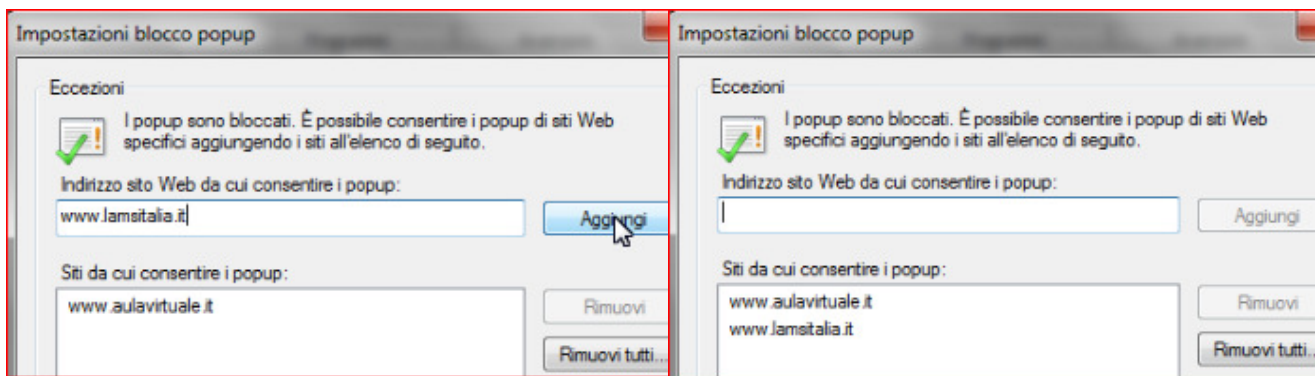 Impostazioni blocco popup
Eccezioni
I popup sono bloccati. È possibile consentire i popup di siti Web
specifici aggiungendo i siti all'elenco di seguito.
Indirizzo sito Web da cui consentire i popup:
www.lamsitalia.it
Aggiungi
Siti da cui consentire i popup:
www.aulavirtuale.it
Rimuovi
Rimuovi tutti...
Impostazioni blocco popup
Eccezioni
I popup sono bloccati. È possibile consentire i popup di siti Web
specifici aggiungendo i siti all'elenco di seguito.
Indirizzo sito Web da cui consentire i popup:
Aggiungi
Siti da cui consentire i popup:
www.aulavirtuale.it
Rimuovi
www.lamsitalia.it
Rimuovi tutti..